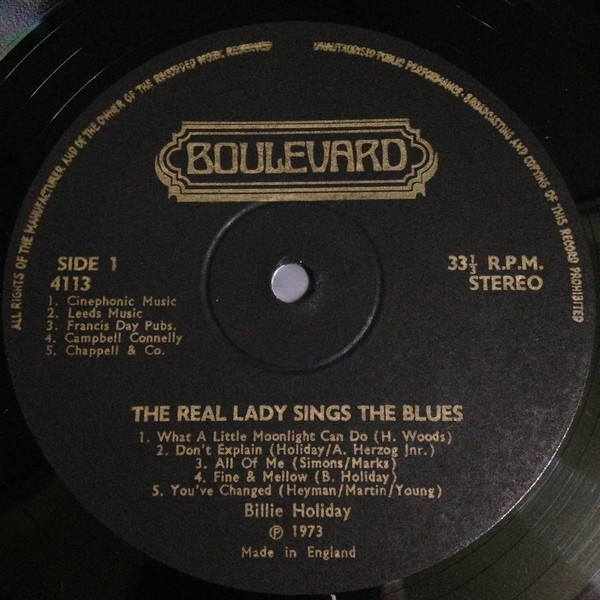 ALL RIGHTS OF THE MANUFACTURER AND OF THE OWNER OF THE RECORDED WORK RESERVED
UNAUTHORISED PUBLIC PERFORMANCE, BROADCASTING AND COPYING OF THIS RECORD PROHIBITED
BOULEVARD
SIDE 1
4113
33⅓ R.P.M.
STEREO
1. Cinephonic Music
2. Leeds Music
3. Francis Day Pubs.
4. Campbell Connelly
5. Chappell & Co.
THE REAL LADY SINGS THE BLUES
1. What A Little Moonlight Can Do (H. Woods)
2. Don't Explain (Holiday/A. Herzog Jnr.)
3. All Of Me (Simons/Marks)
4. Fine & Mellow (B. Holiday)
5. You've Changed (Heyman/Martin/Young)
Billie Holiday
℗ 1973
Made in England